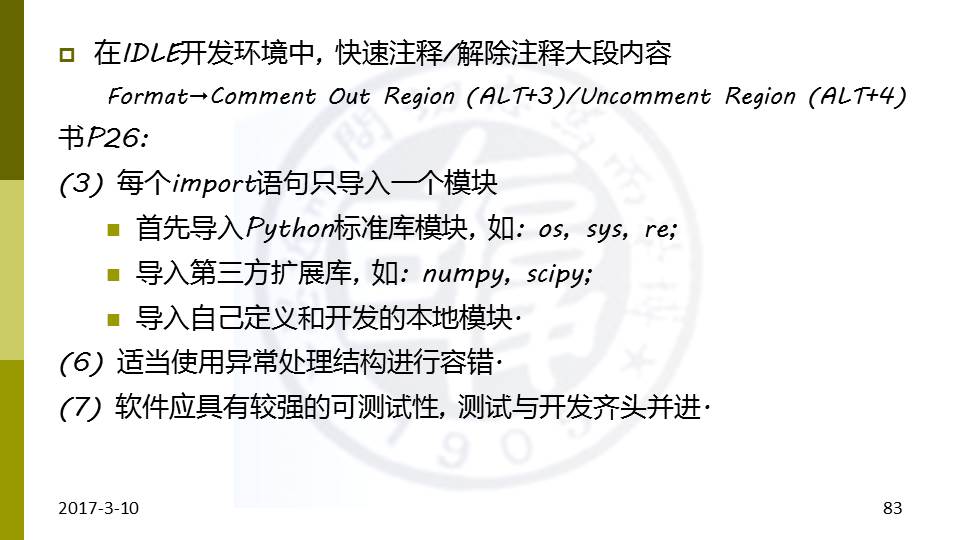 在IDLE开发环境中，快速注释/解除注释大段内容
Format→Comment Out Region (ALT+3)/Uncomment Region (ALT+4)
书P26:
(3) 每个import语句只导入一个模块
首先导入Python标准库模块，如：os，sys，re；
导入第三方扩展库，如：numpy，scipy；
导入自己定义和开发的本地模块.
(6) 适当使用异常处理结构进行容错.
(7) 软件应具有较强的可测试性，测试与开发齐头并进.
1905
2017-3-10
83